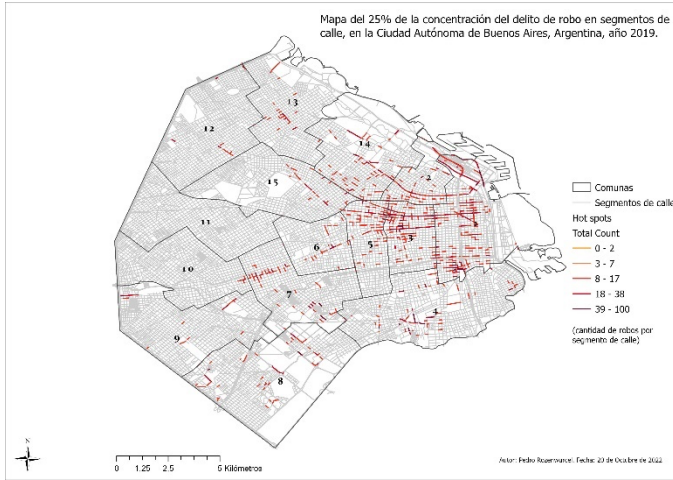 Mapa del 25% de la concentración del delito de robo en segmentos de
calle, en la Ciudad Autónoma de Buenos Aires, Argentina, año 2019.
13
12
14
2
15
11
3
6
5
10
7
4
9
8
Comunas
Segmentos de calle
Hot spots
Total Count
0 - 2
3 - 7
8 - 17
18 - 38
39 - 100
(cantidad de robos por
segmento de calle)
N
0 1.25 2.5 5 Kilómetros
Autor: Pedro Rozenwurcel. Fecha: 20 de Octubre de 2022